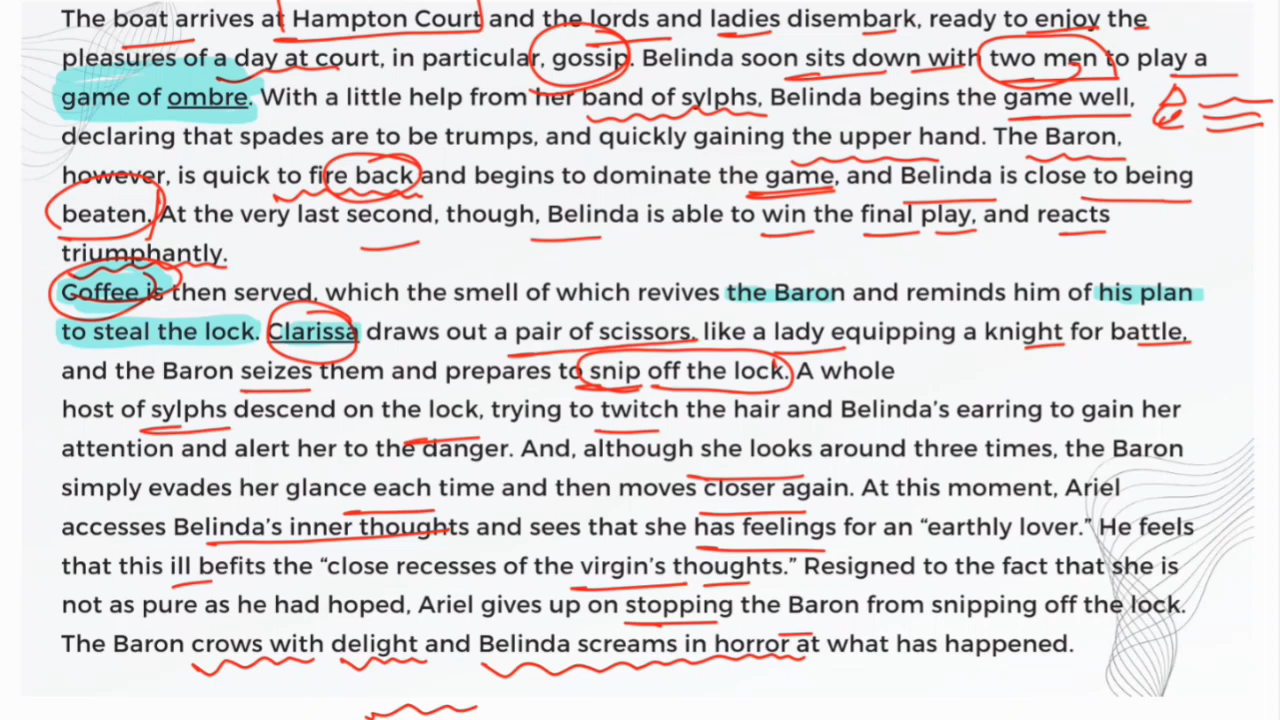 The boat arrives at Hampton Court and the lords and ladies disembark, ready to enjoy the
pleasures of a day at court, in particular, gossip. Belinda soon sits down with two men to play a
game of ombre. With a little help from her band of sylphs, Belinda begins the game well,
declaring that spades are to be trumps, and quickly gaining the upper hand. The Baron,
however, is quick to fire back and begins to dominate the game, and Belinda is close to being
beaten. At the very last second, though, Belinda is able to win the final play, and reacts
triumphantly.
Coffee is then served, which the smell of which revives the Baron and reminds him of his plan
to steal the lock. Clarissa draws out a pair of scissors, like a lady equipping a knight for battle,
and the Baron seizes them and prepares to snip off the lock. A whole
host of sylphs descend on the lock, trying to twitch the hair and Belinda's earring to gain her
attention and alert her to the danger. And, although she looks around three times, the Baron
simply evades her glance each time and then moves closer again. At this moment, Ariel
accesses Belinda's inner thoughts and sees that she has feelings for an "earthly lover." He feels
that this ill befits the "close recesses of the virgin's thoughts." Resigned to the fact that she is
not as pure as he had hoped, Ariel gives up on stopping the Baron from snipping off the lock.
The Baron crows with delight and Belinda screams in horror at what has happened.